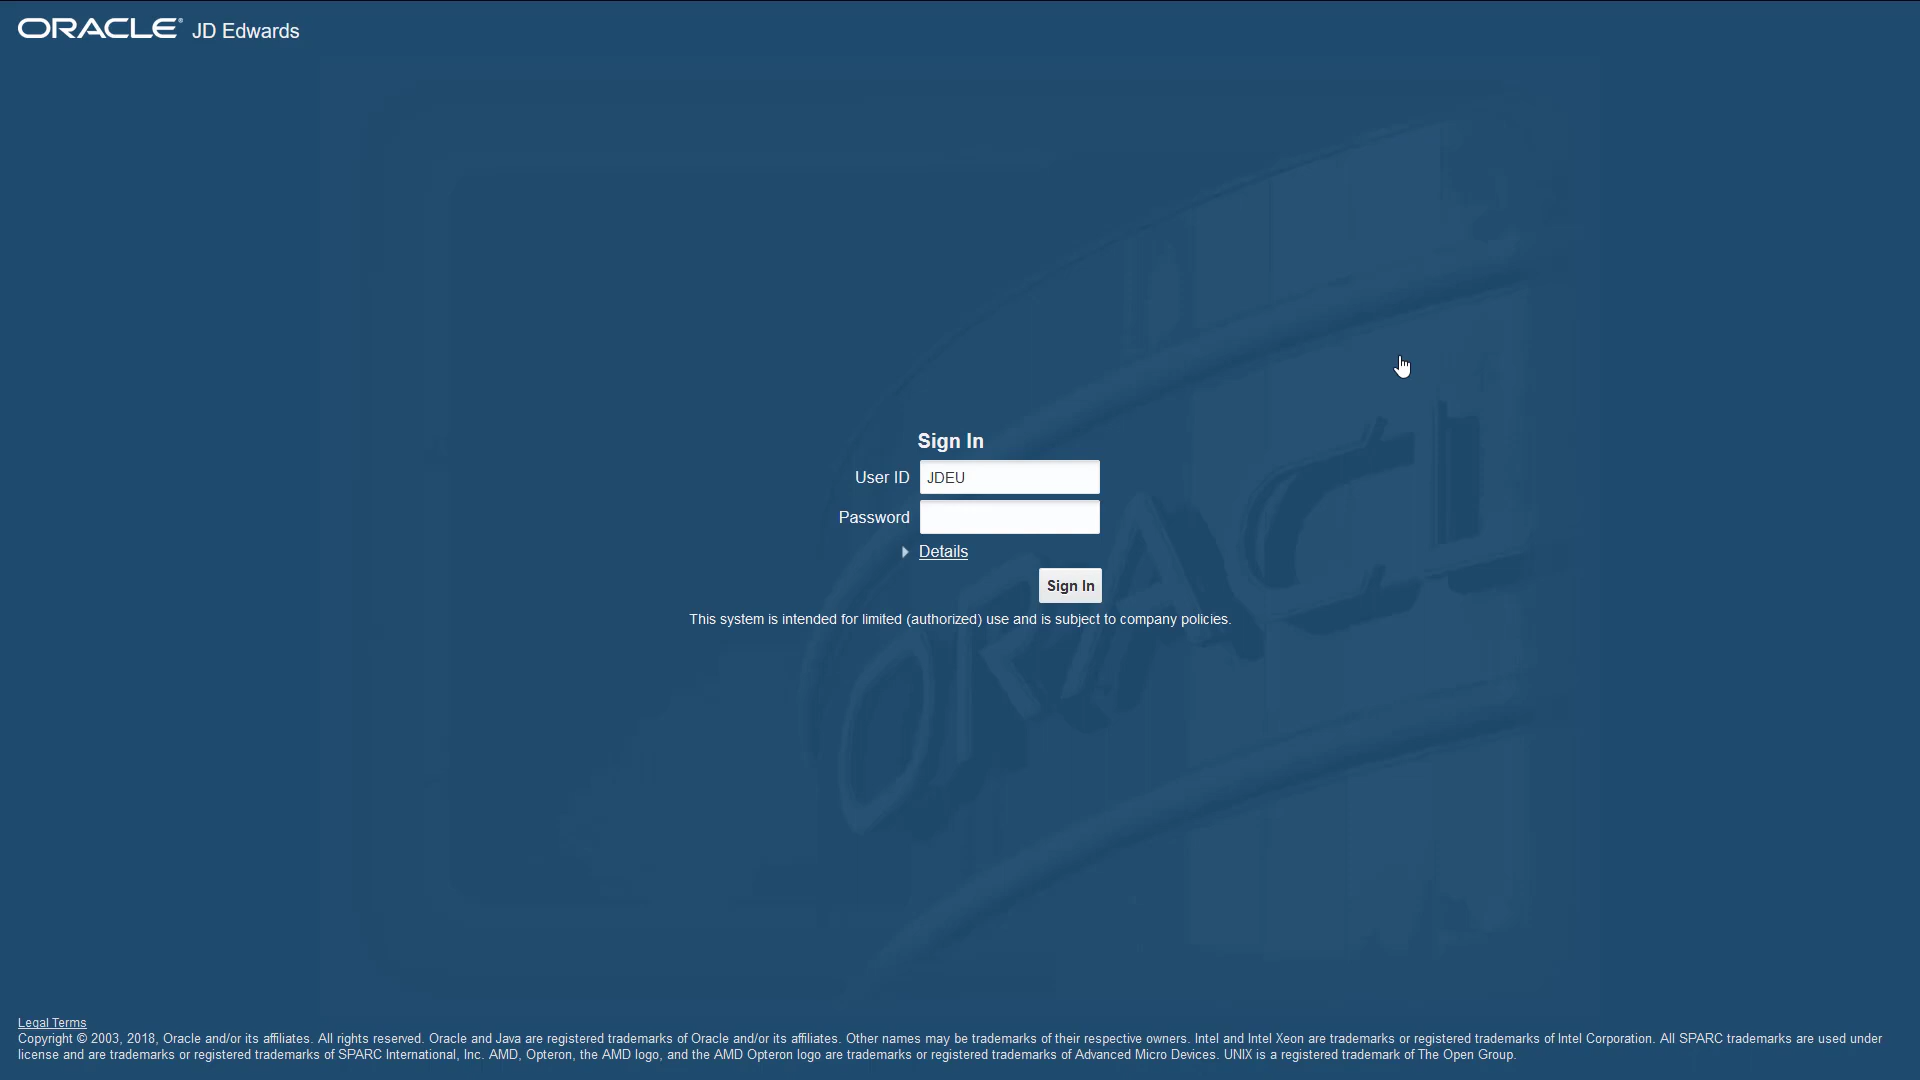 ORACLE® JD Edwards
Sign In
User ID JDEU
Password
Details
Sign In
This system is intended for limited (authorized) use and is subject to company policies.
ORACL
Legal Terms
Copyright © 2003, 2018, Oracle and/or its affiliates. All rights reserved. Oracle and Java are registered trademarks of Oracle and/or its affiliates. Other names may be trademarks of their respective owners. Intel and Intel Xeon are trademarks or registered trademarks of Intel Corporation. All SPARC trademarks are used under
license and are trademarks or registered trademarks of SPARC International, Inc. AMD, Opteron, the AMD logo, and the AMD Opteron logo are trademarks or registered trademarks of Advanced Micro Devices. UNIX is a registered trademark of The Open Group.